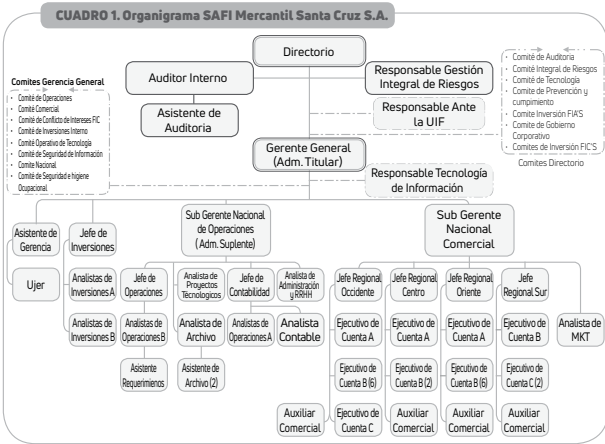 CUADRO 1. Organigrama SAFI Mercantil Santa Cruz S.A.
Directorio
Auditor Interno
Responsable Gestión
Integral de Riesgos
Asistente de
Auditoria
Responsable Ante
la UIF
Gerente General
(Adm. Titular)
Responsable Tecnología
de Información
Comites Gerencia General
· Comité de Operaciones
· Comité Comercial
· Comité de Conflicto de Intereses FIC
· Comité de Inversiones Interno
· Comité Operativo de Tecnología
· Comité de Seguridad de Información
· Comie Nacional
· Comité de Seguridad e higiene
Ocupacional
· Comité de Auditoria
· Comité Integral de Riesgos
· Comité de Tecnología
· Comité de Prevención y
cumpimiento
· Comite Inversión FIA'S
· Comite de Gobierno
Corporativo
· Comites de Inversión FIC'S
Comites Directorio
Asistente de
Gerencia
Jefe de
Inversiones
Sub Gerente Nacional
de Operaciones
( Adm. Suplente)
Sub Gerente
Nacional
Comercial
Ujer
Analistas de
Inversiones A
Jefe de
Operaciones
Analista de
Proyectos
Tècnologicos
Jefe de
Contabilidad
Analista de
Administración
y RRHH
Jefe Regional
Occidente
Jefe Regional
Centro
Jefe Regional
Oriente
Jefe
Regional Sur
Analistas de
Inversiones B
Analistas de
Operaciones B
Analista de
Archivo
Analistas de
Operaciones A
Analista
Contable
Ejecutivo de
Cuenta A
Ejecutivo de
Cuenta A
Ejecutivo de
Cuenta A
Ejecutivo de
Cuenta B
Analista de
MKT
Asistente
Requerimienos
Asistente de
Archivo (2)
Ejecutivo de
Cuenta B (6)
Ejecutivo de
Cuenta B (2)
Ejecutivo de
Cuenta B (6)
Ejecutivo de
Cuenta C (2)
Auxiliar
Comercial
Ejecutivo de
Cuenta C
Auxiliar
Comercial
Auxiliar
Comercial
Auxiliar
Comercial